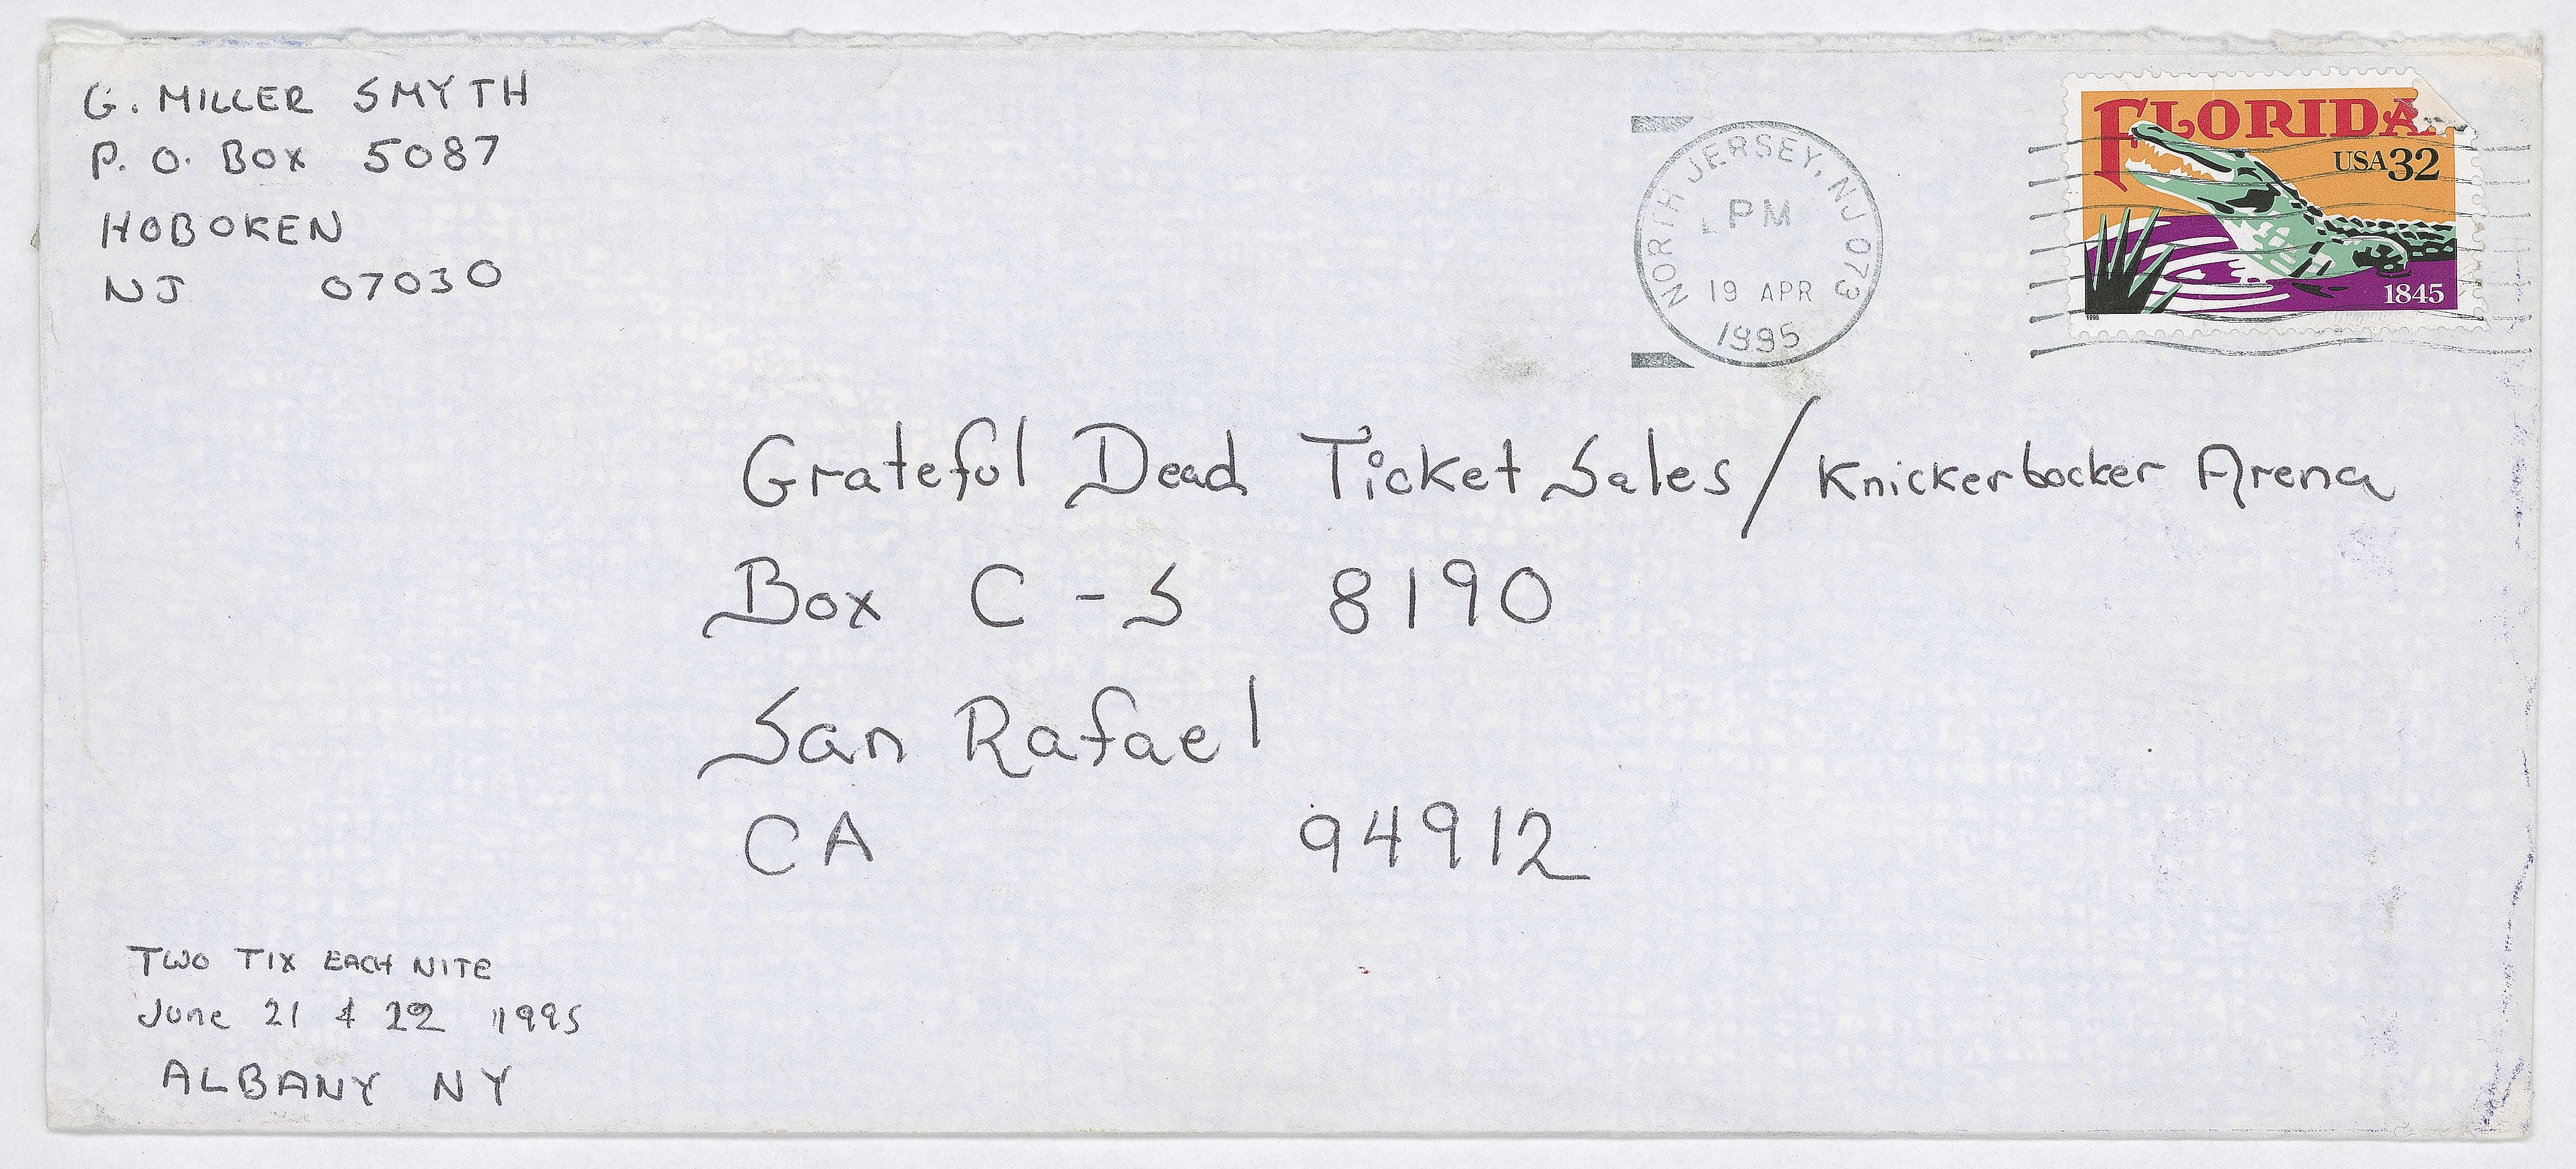 G. MILLER SMYTH
P. O. BOX 5087
HOBOKEN
NJ 07030
NORTH JERSEY, NJ 073
PM
19 APR
1995
FLORIDA
USA 32
1845
1995
Grateful Dead Ticket Sales / Knickerbocker Arena
Box C-S 8190
San Rafael
CA 94912
TWO TIX EACH NITE
June 21 & 22 1995
ALBANY NY